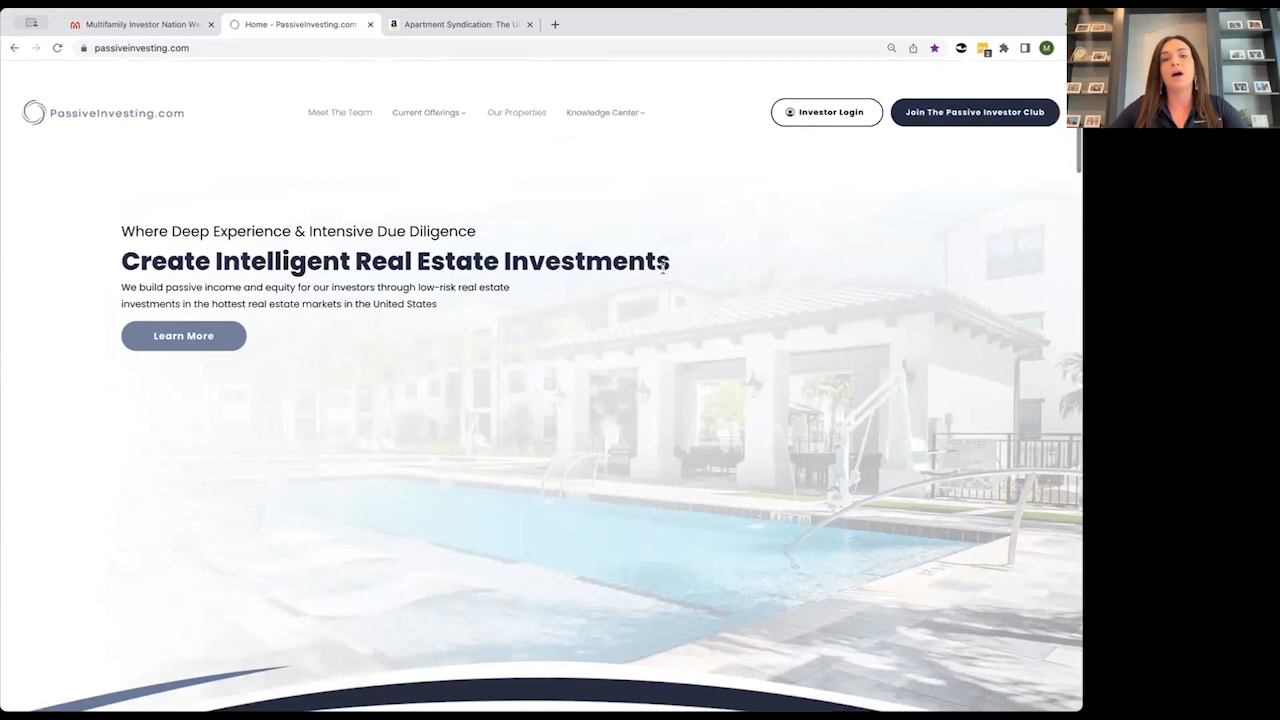 Multifamily Investor Nation We
Home - PassiveInvesting.com
Apartment Syndication: The U
passiveinvesting.com
2
M
PassiveInvesting.com
Meet The Team
Current Offerings
Our Properties
Knowledge Center
Investor Login
Join The Passive Investor Club
Where Deep Experience & Intensive Due Diligence
Create Intelligent Real Estate Investments
We build passive income and equity for our investors through low-risk real estate
investments in the hottest real estate markets in the United States
Learn More